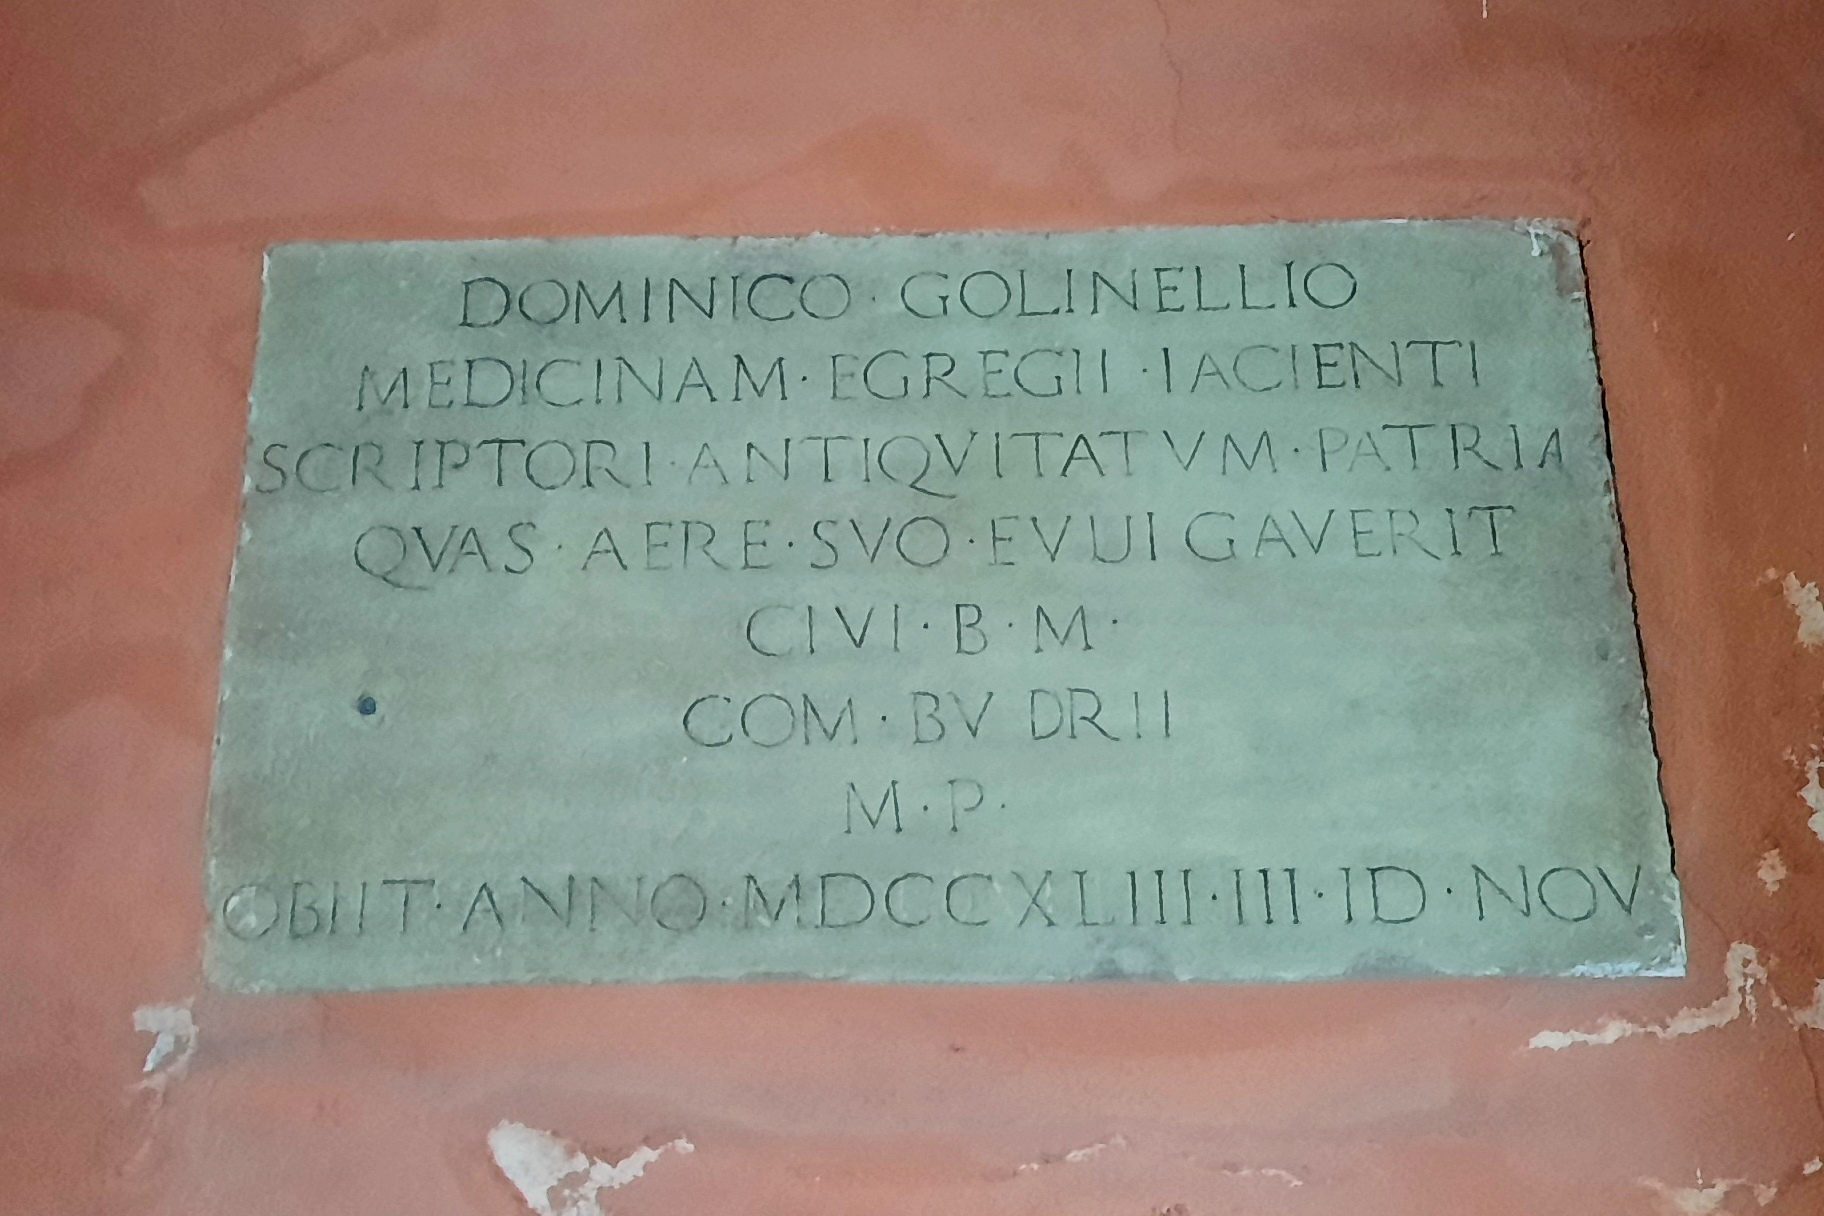 DOMINICO · GOLINELLIO
MEDICINAM · EGREGII · IACIENTI
SCRIPTORI · ANTIQVITATVM · PATRIA
QVAS · AERE · SVO · EVUIGAVERIT
CIVI · B · M ·
COM · BVDRII
M · P ·
OBIIT · ANNO · MDCCXLIII · III · ID · NOV